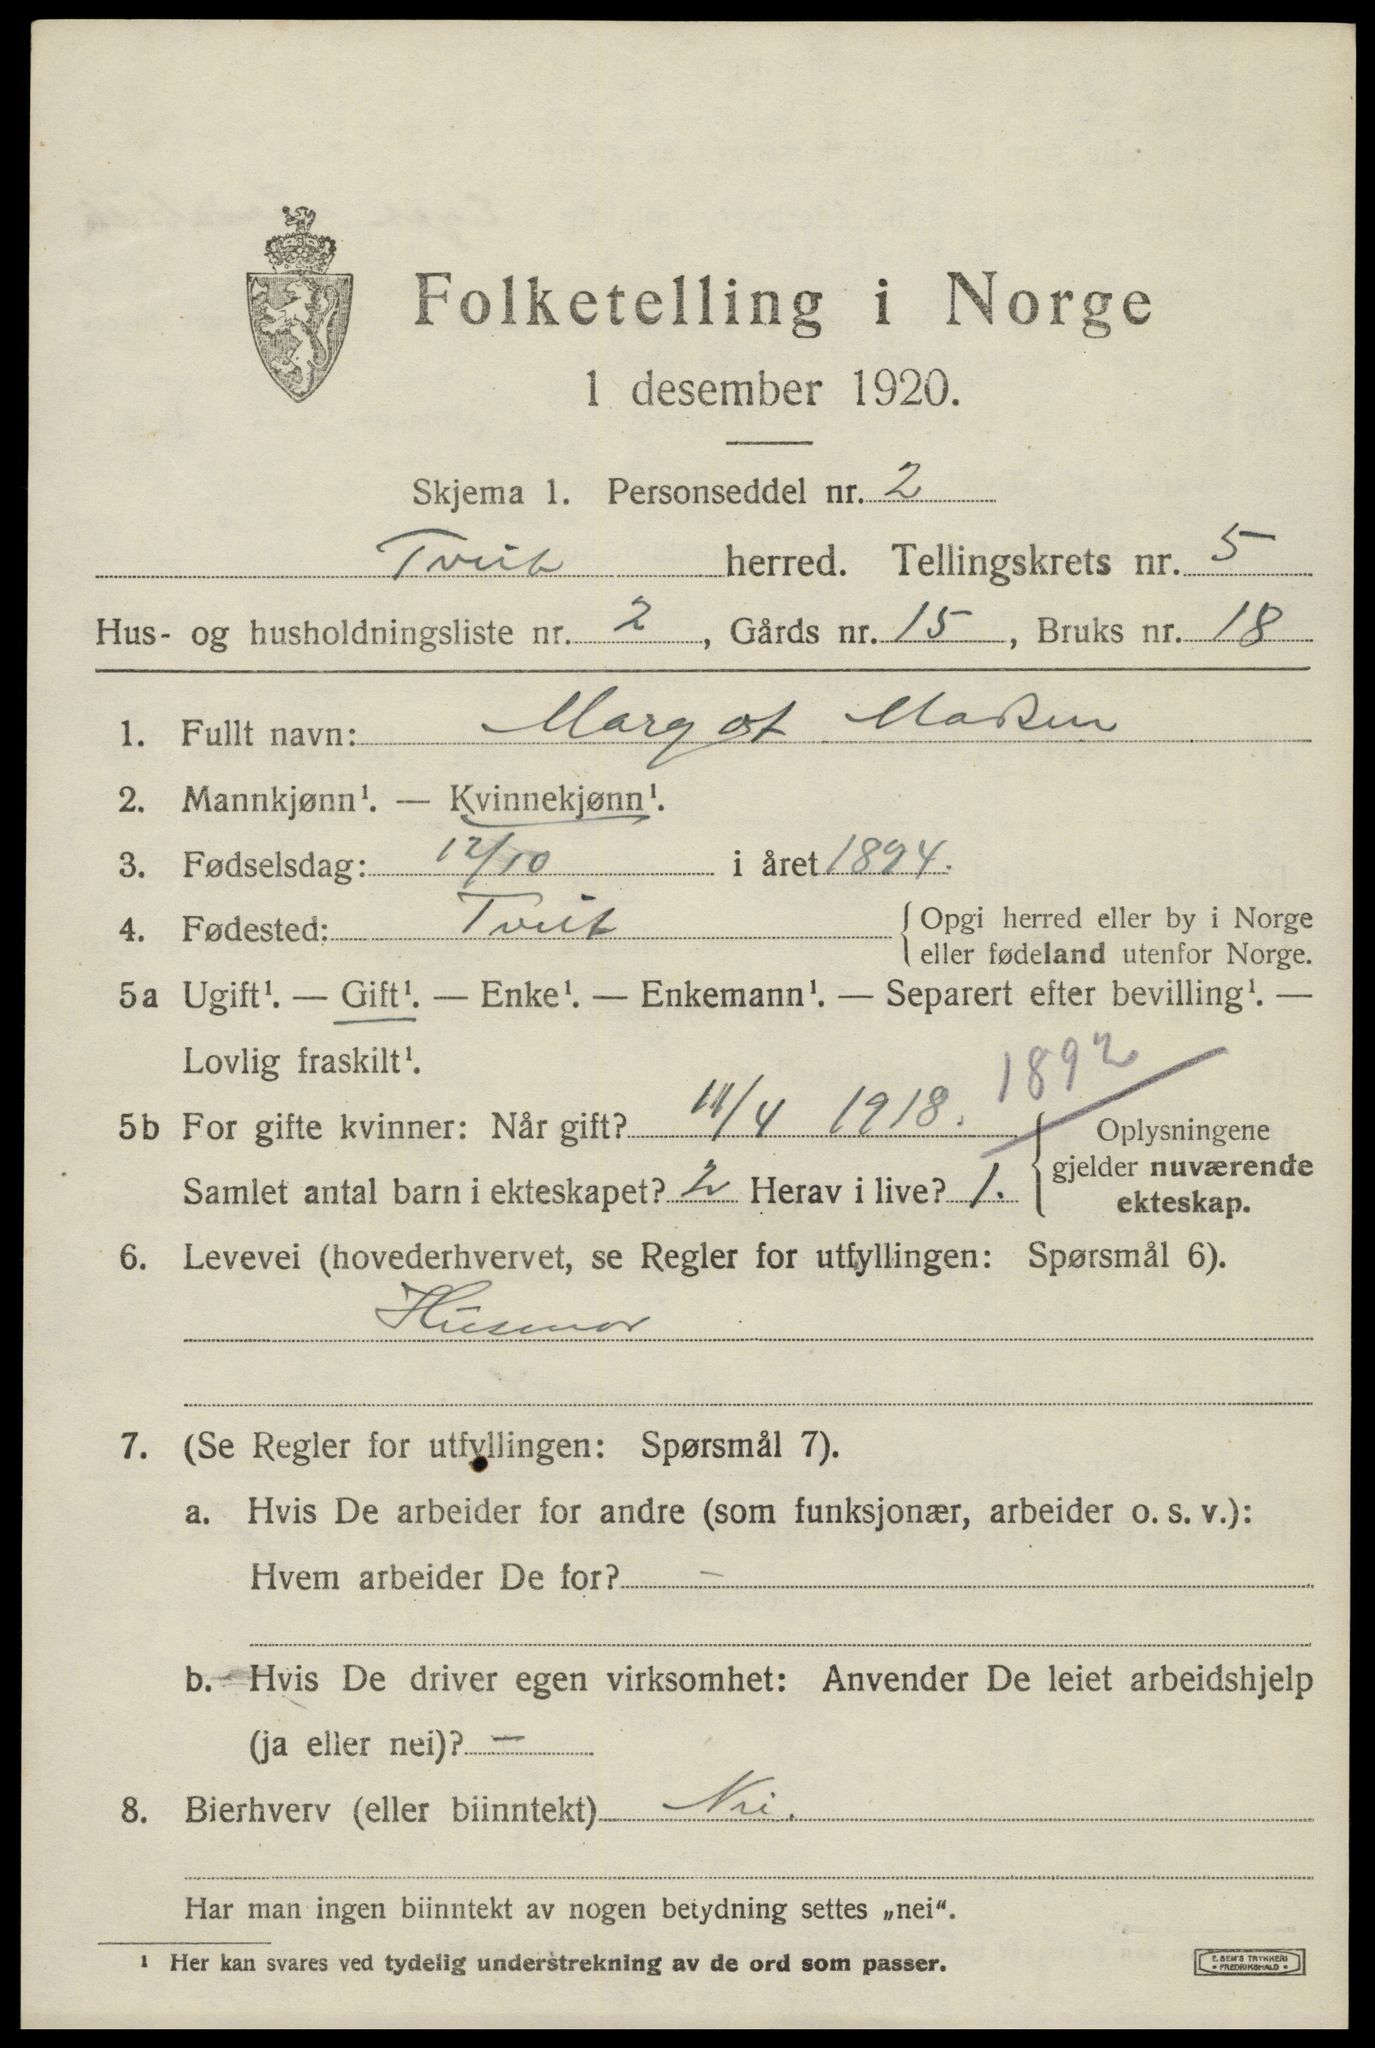 Folketelling i Norge
1 desember 1920.
Skjema 1. Personseddel nr. 2
Tveit herred. Tellingskrets nr. 5
Hus- og husholdningsliste nr. 2, Gårds nr. 15, Bruks nr. 18
1. Fullt navn: Margot Madsen
2. Mannkjønn¹. — Kvinnekjønn¹.
3. Fødselsdag: 12/10 i året 1894.
4. Fødested: Tveit {Opgi herred eller by i Norge
eller fødeland utenfor Norge.
5a Ugift¹. — Gift¹. — Enke¹. — Enkemann¹. — Separert efter bevilling¹. —
Lovlig fraskilt¹.
1892
5b For gifte kvinner: Når gift? 11/4 1918. Oplysningene
gjelder nuværende
Samlet antal barn i ekteskapet? 2 Herav i live? 1. ekteskap.
6. Levevei (hovederhvervet, se Regler for utfyllingen: Spørsmål 6).
Husmor
7. (Se Regler for utfyllingen: Spørsmål 7).
a. Hvis De arbeider for andre (som funksjonær, arbeider o. s. v.):
Hvem arbeider De for? –
b. Hvis De driver egen virksomhet: Anvender De leiet arbeidshjelp
(ja eller nei)? –
8. Bierhverv (eller biinntekt) Nei.
Har man ingen biinntekt av nogen betydning settes „nei“.
¹ Her kan svares ved tydelig understrekning av de ord som passer.
E. SEM'S TRYKKERI
• FREDRIKSHALD •